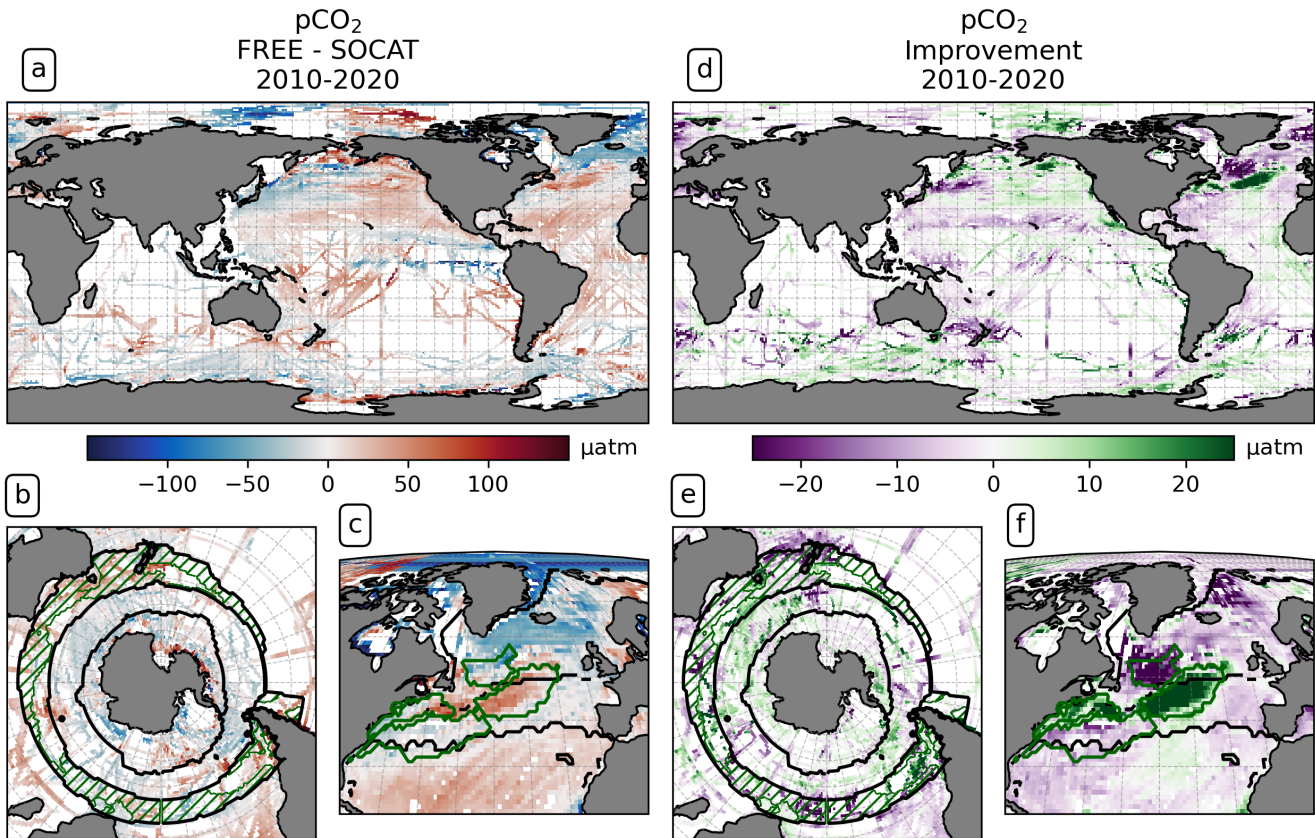 a
pCO₂
FREE - SOCAT
2010-2020
d
pCO₂
Improvement
2010-2020
−100 −50 0 50 100 µatm
−20 −10 0 10 20 µatm
b
c
e
f